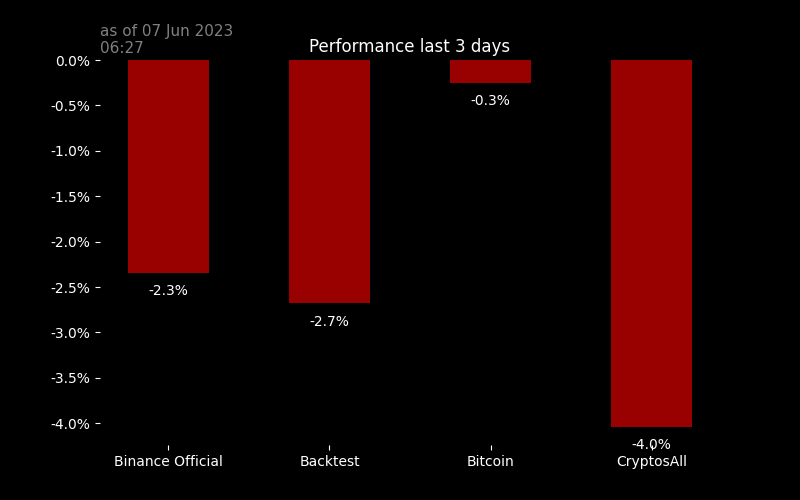 as of 07 Jun 2023
06:27
Performance last 3 days
0.0%
-0.5%
-1.0%
-1.5%
-2.0%
-2.5%
-3.0%
-3.5%
-4.0%
-2.3%
-2.7%
-0.3%
-4.0%
Binance Official
Backtest
Bitcoin
CryptosAll